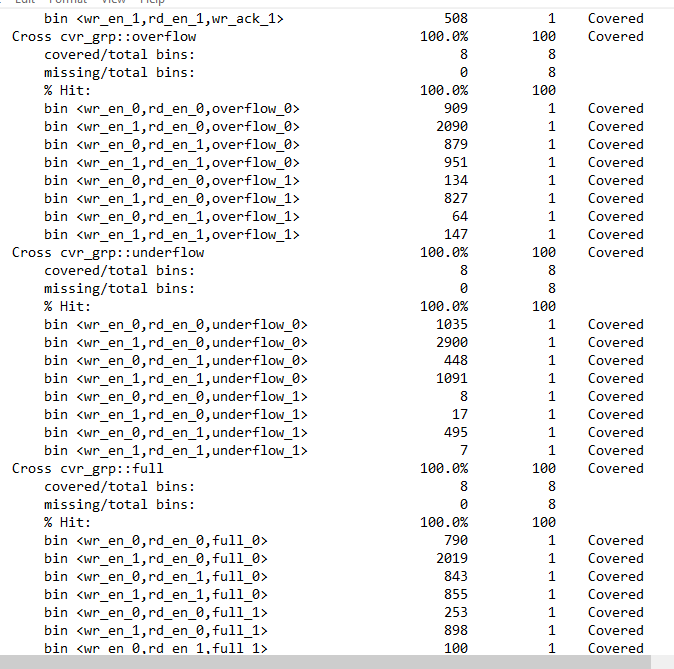 Edit Format View Help
bin <wr_en_1,rd_en_1,wr_ack_1> 508 1 Covered
Cross cvr_grp::overflow 100.0% 100 Covered
covered/total bins: 8 8
missing/total bins: 0 8
% Hit: 100.0% 100
bin <wr_en_0,rd_en_0,overflow_0> 909 1 Covered
bin <wr_en_1,rd_en_0,overflow_0> 2090 1 Covered
bin <wr_en_0,rd_en_1,overflow_0> 879 1 Covered
bin <wr_en_1,rd_en_1,overflow_0> 951 1 Covered
bin <wr_en_0,rd_en_0,overflow_1> 134 1 Covered
bin <wr_en_1,rd_en_0,overflow_1> 827 1 Covered
bin <wr_en_0,rd_en_1,overflow_1> 64 1 Covered
bin <wr_en_1,rd_en_1,overflow_1> 147 1 Covered
Cross cvr_grp::underflow 100.0% 100 Covered
covered/total bins: 8 8
missing/total bins: 0 8
% Hit: 100.0% 100
bin <wr_en_0,rd_en_0,underflow_0> 1035 1 Covered
bin <wr_en_1,rd_en_0,underflow_0> 2900 1 Covered
bin <wr_en_0,rd_en_1,underflow_0> 448 1 Covered
bin <wr_en_1,rd_en_1,underflow_0> 1091 1 Covered
bin <wr_en_0,rd_en_0,underflow_1> 8 1 Covered
bin <wr_en_1,rd_en_0,underflow_1> 17 1 Covered
bin <wr_en_0,rd_en_1,underflow_1> 495 1 Covered
bin <wr_en_1,rd_en_1,underflow_1> 7 1 Covered
Cross cvr_grp::full 100.0% 100 Covered
covered/total bins: 8 8
missing/total bins: 0 8
% Hit: 100.0% 100
bin <wr_en_0,rd_en_0,full_0> 790 1 Covered
bin <wr_en_1,rd_en_0,full_0> 2019 1 Covered
bin <wr_en_0,rd_en_1,full_0> 843 1 Covered
bin <wr_en_1,rd_en_1,full_0> 855 1 Covered
bin <wr_en_0,rd_en_0,full_1> 253 1 Covered
bin <wr_en_1,rd_en_0,full_1> 898 1 Covered
bin <wr_en_0,rd_en_1,full_1> 100 1 Covered